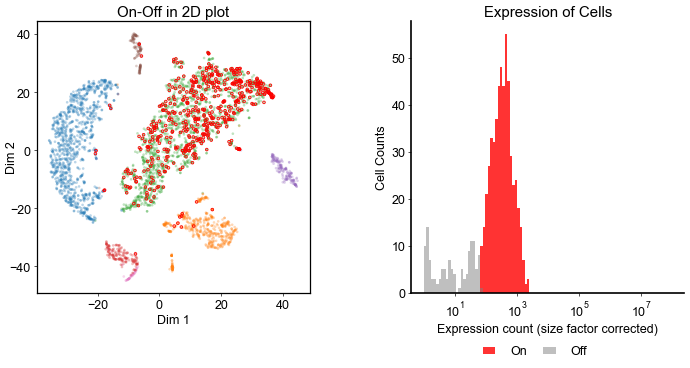 On-Off in 2D plot
40
20
0
−20
−40
Dim 2
−20
0
20
40
Dim 1
Expression of Cells
50
40
30
20
10
0
Cell Counts
10^1
10^3
10^5
10^7
Expression count (size factor corrected)
On
Off